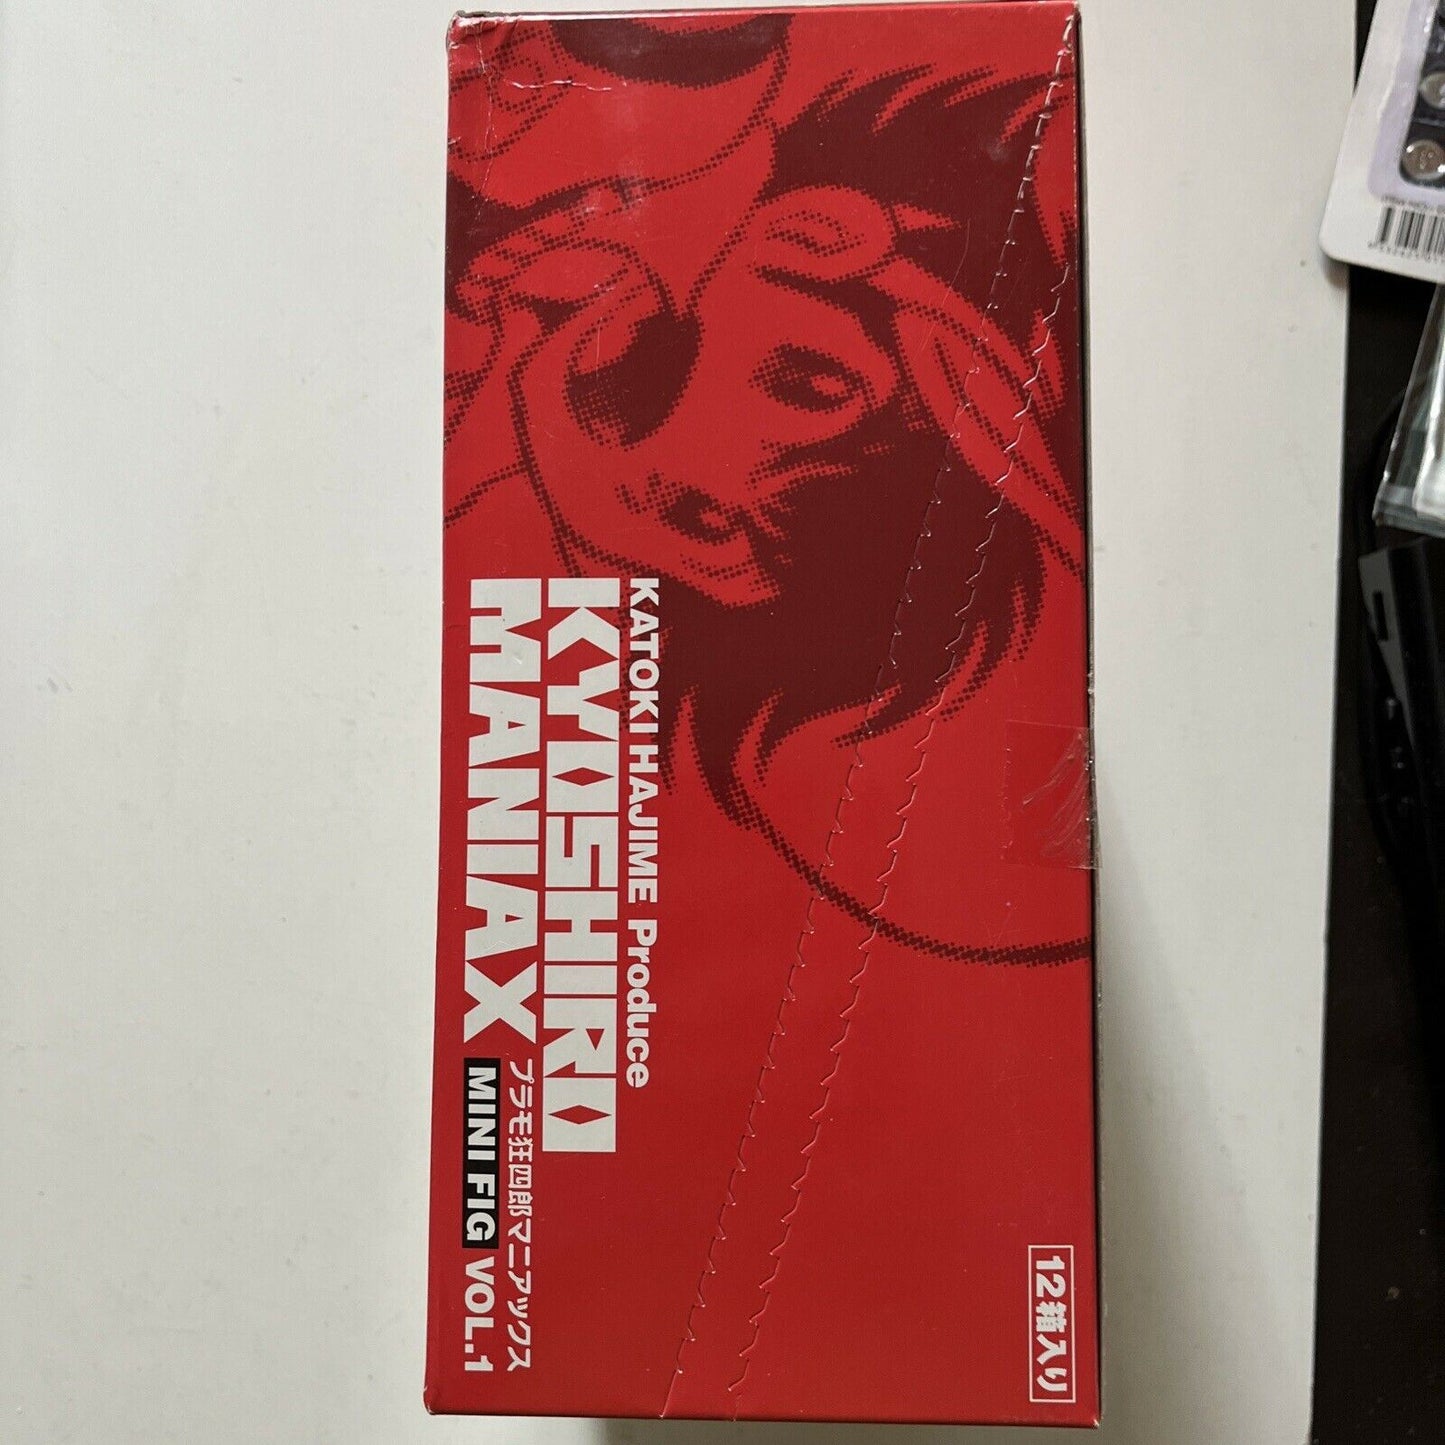 KATOKI HAJIME Produce
KYOSHIRO
MANIAX
プラモ狂四郎マニアックス
MINI FIG VOL.1
12箱入り